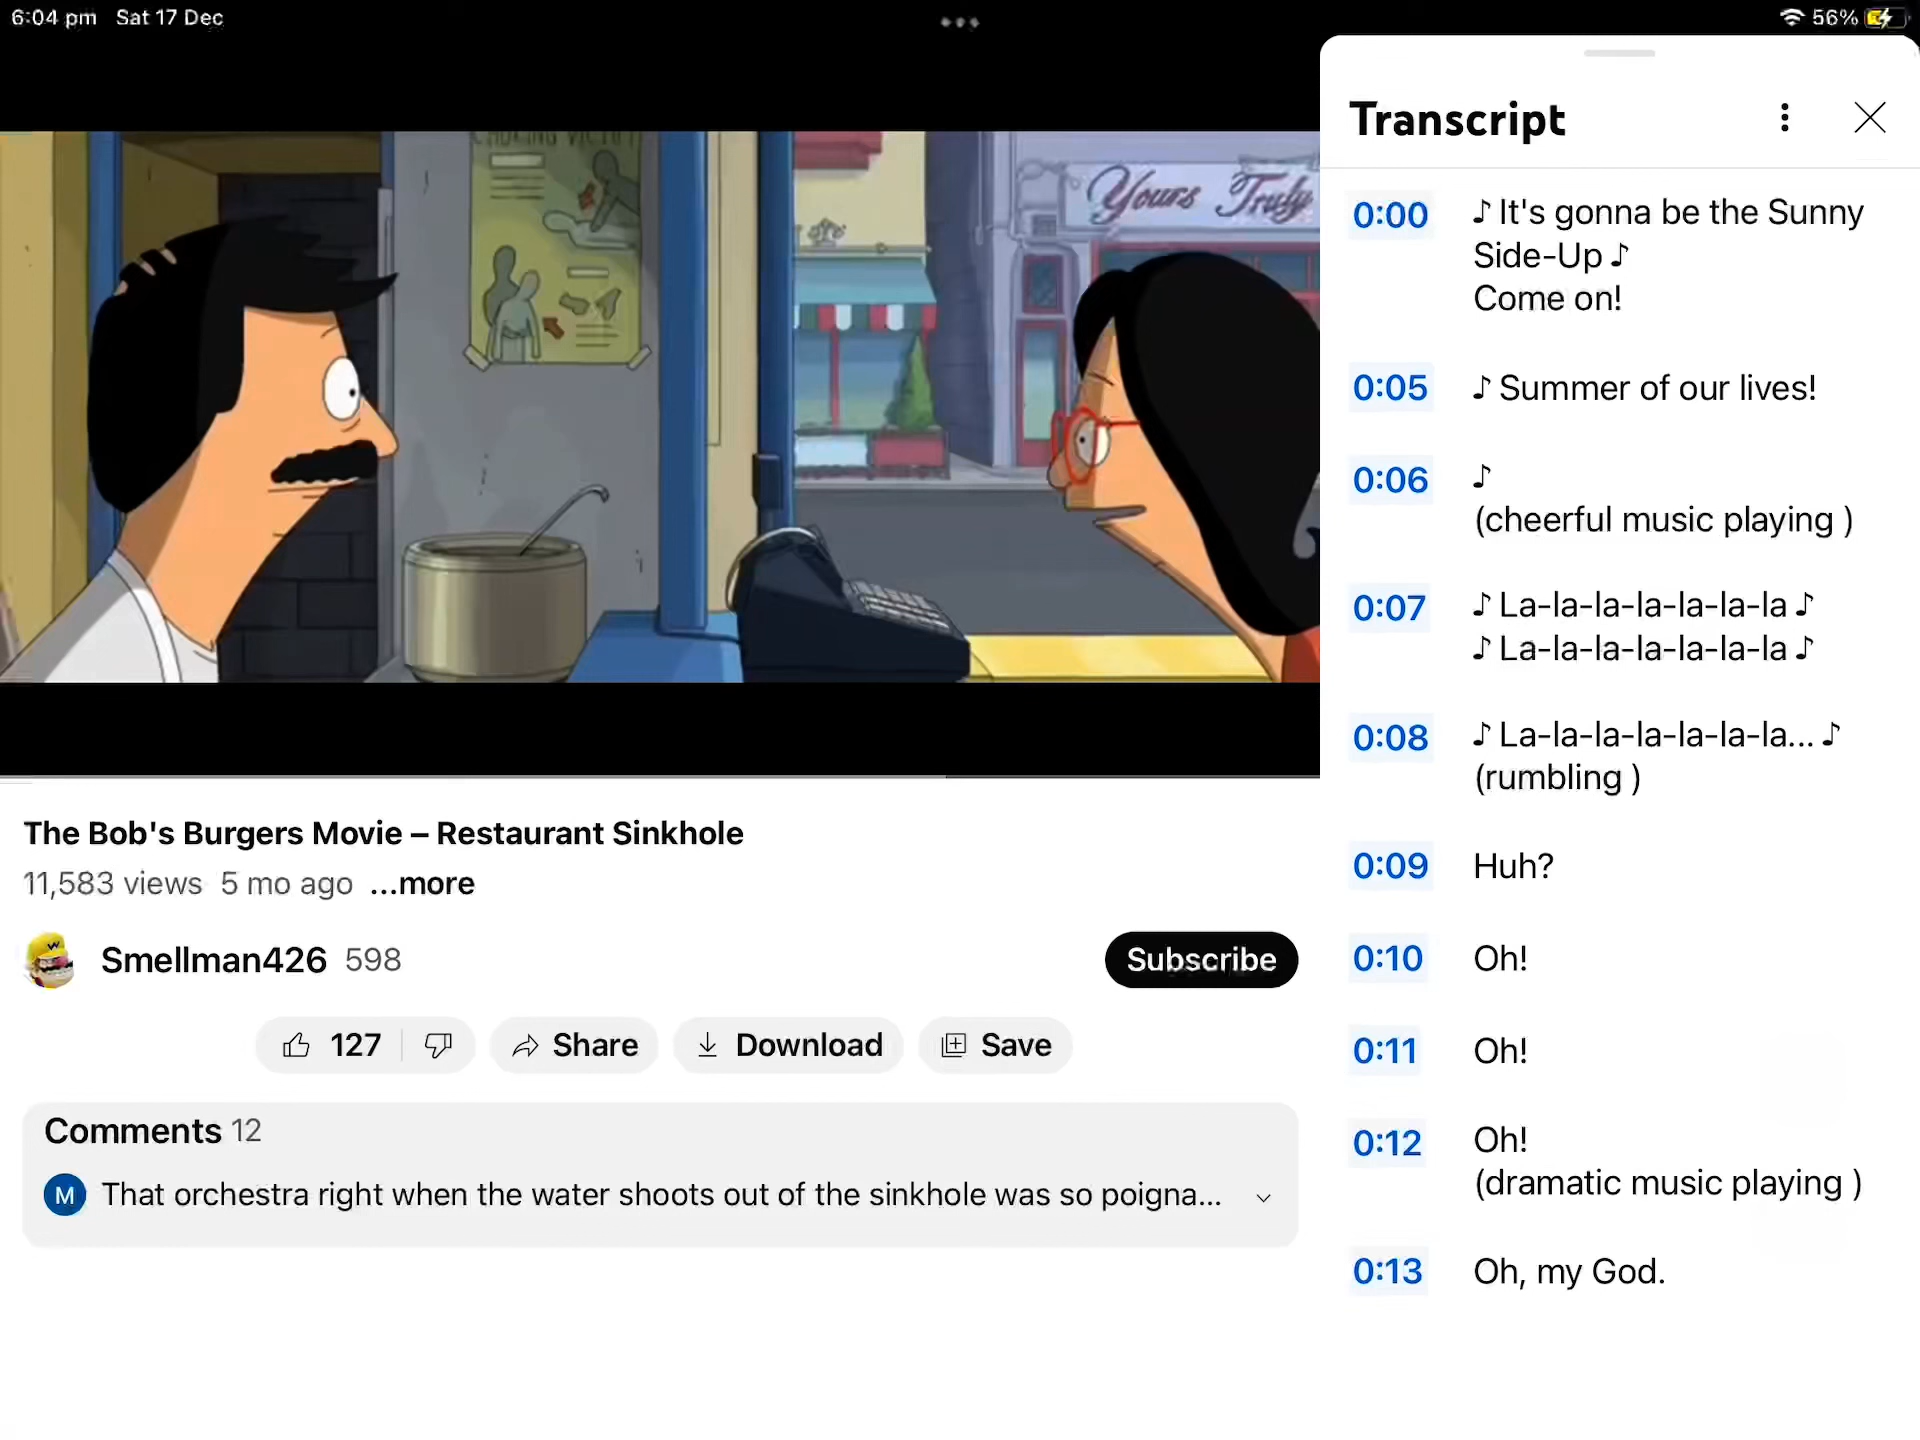 6:04 pm Sat 17 Dec
56%
CHOKING VICTIM
Yours Truly
Transcript
0:00 ♪ It's gonna be the Sunny
Side-Up ♪
Come on!
0:05 ♪ Summer of our lives!
0:06 ♪
(cheerful music playing )
0:07 ♪ La-la-la-la-la-la-la ♪
♪ La-la-la-la-la-la-la ♪
0:08 ♪ La-la-la-la-la-la-la... ♪
(rumbling )
0:09 Huh?
0:10 Oh!
0:11 Oh!
0:12 Oh!
(dramatic music playing )
0:13 Oh, my God.
The Bob's Burgers Movie – Restaurant Sinkhole
11,583 views 5 mo ago ...more
Smellman426 598
Subscribe
127 Share Download Save
Comments 12
M That orchestra right when the water shoots out of the sinkhole was so poigna...